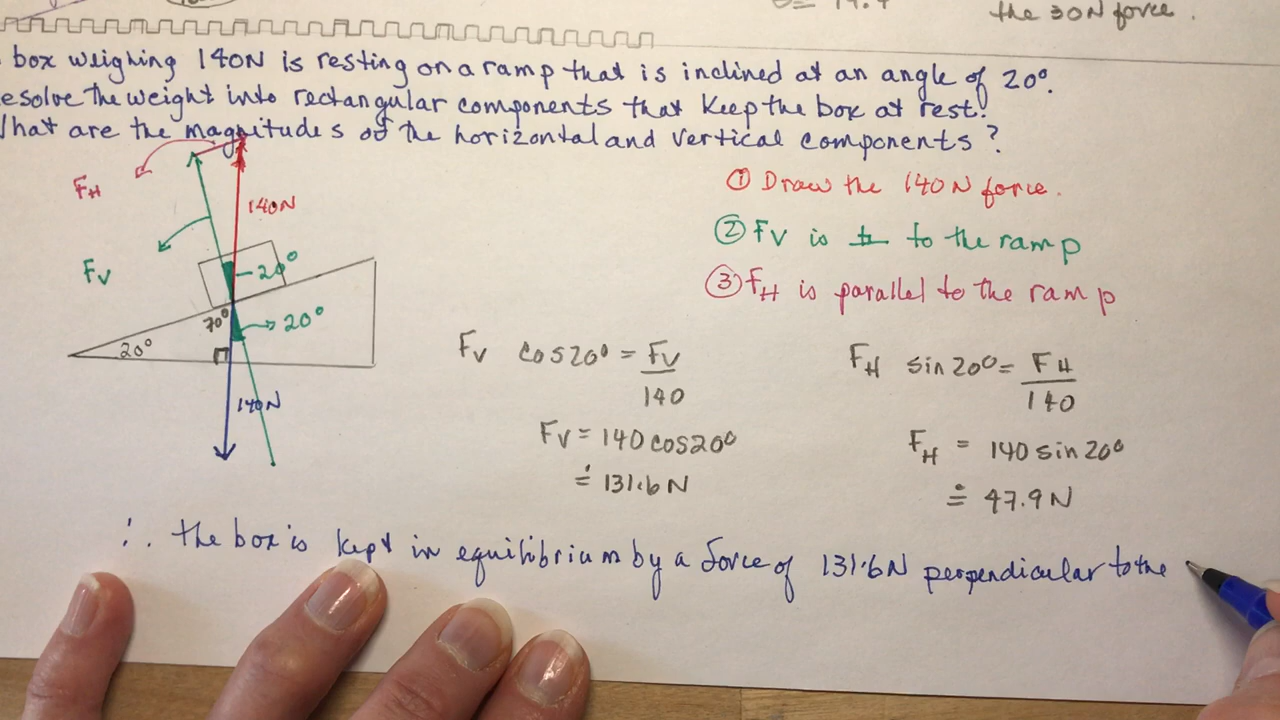 the 30N force.
box weighing 140N is resting on a ramp that is inclined at an angle of 20°.
esolve the weight into rectangular components that keep the box at rest!
hat are the magnitudes of the horizontal and vertical components?
FH
140N
FV
20°
20°
70°
20°
140N
① Draw the 140N force.
② FV is to the ramp
③ FH is parallel to the ramp
FV cos20° = FV/140
FV = 140cos20°
≐ 131.6N
FH sin20° = FH/140
FH = 140sin20°
≐ 47.9N
∴ the box is kept in equilibrium by a force of 131.6N perpendicular to the